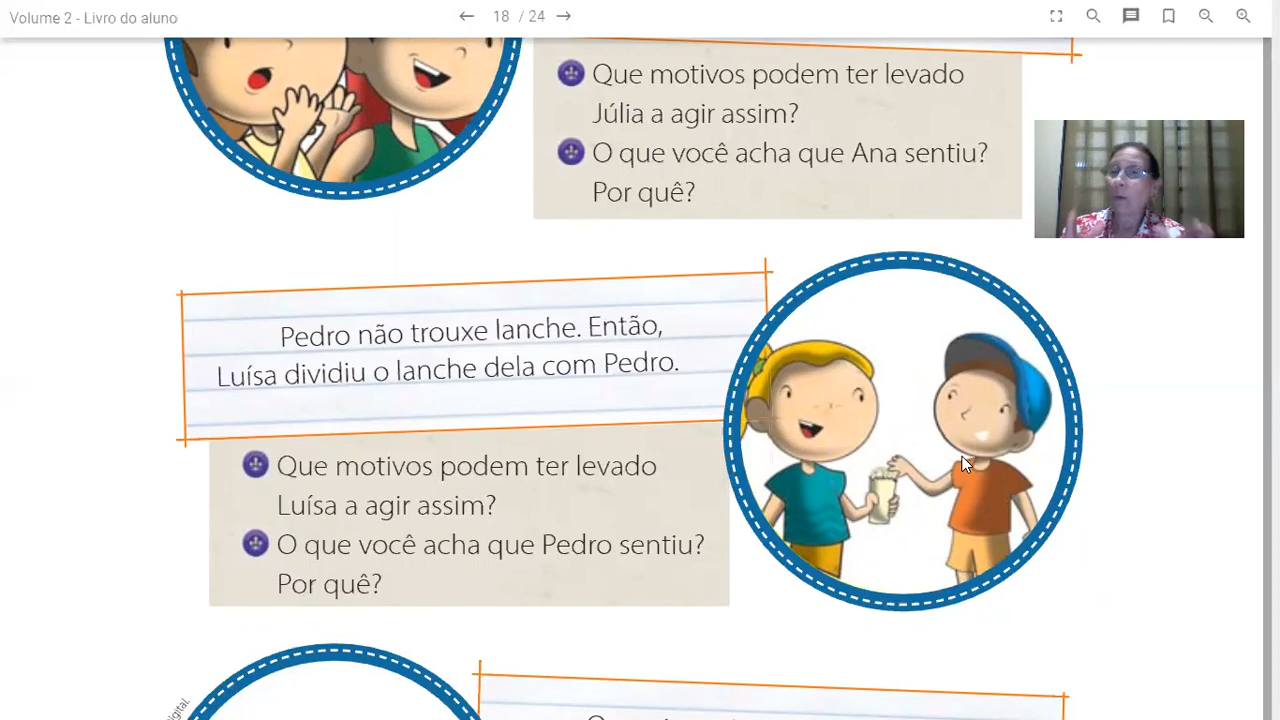 Volume 2 - Livro do aluno
18 / 24
Que motivos podem ter levado
Júlia a agir assim?
O que você acha que Ana sentiu?
Por quê?
Pedro não trouxe lanche. Então,
Luísa dividiu o lanche dela com Pedro.
Que motivos podem ter levado
Luísa a agir assim?
O que você acha que Pedro sentiu?
Por quê?